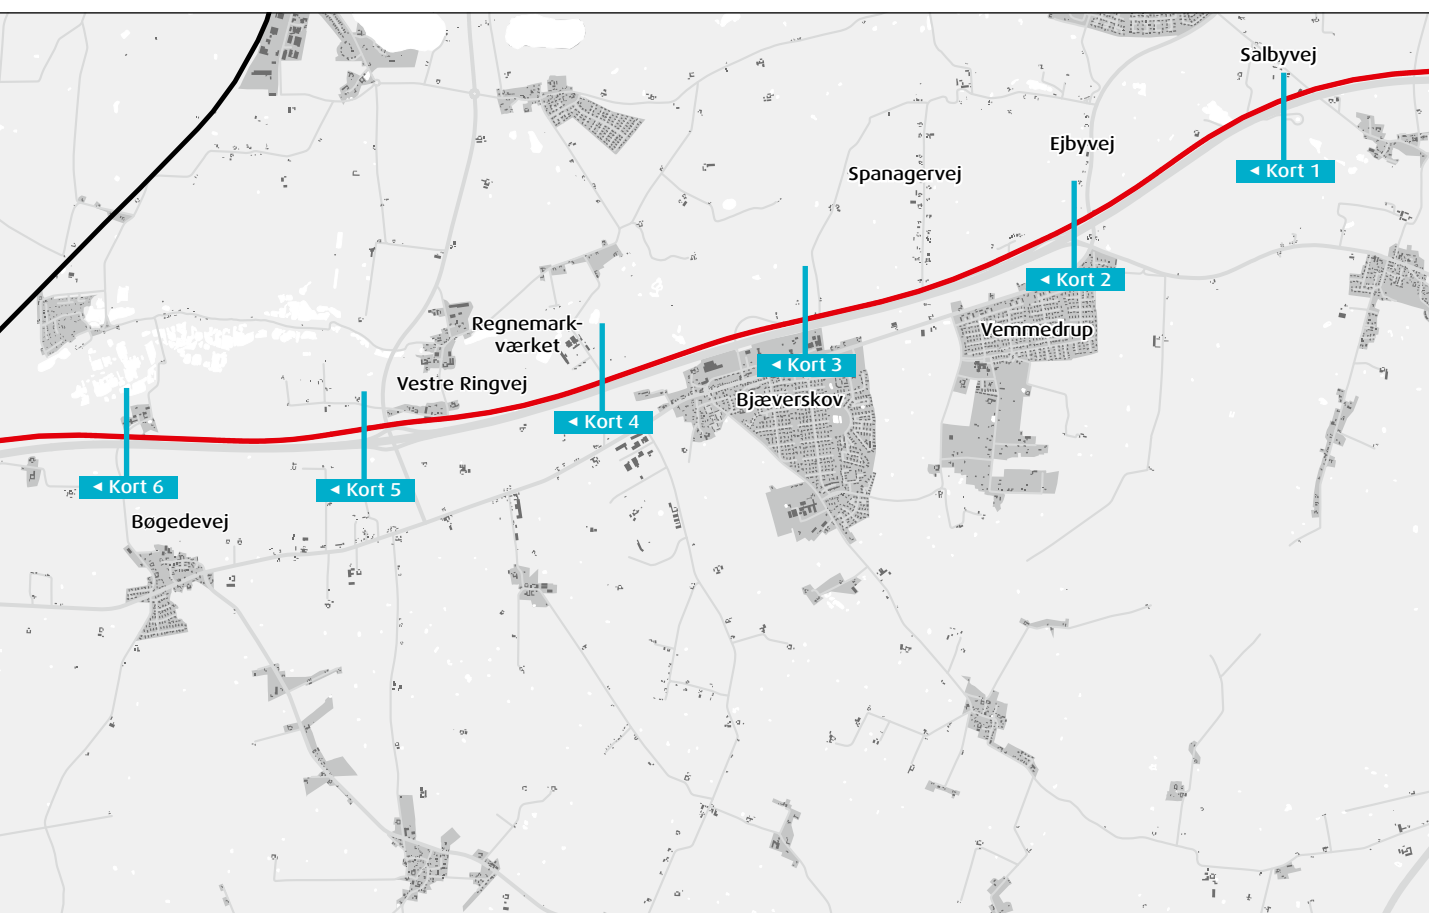 Salbyvej
Ejbyvej
◄ Kort 1
Spanagervej
◄ Kort 2
Regnemark-
værket
Vemmedrup
◄ Kort 3
Vestre Ringvej
Bjæverskov
◄ Kort 4
◄ Kort 6
◄ Kort 5
Bøgedevej